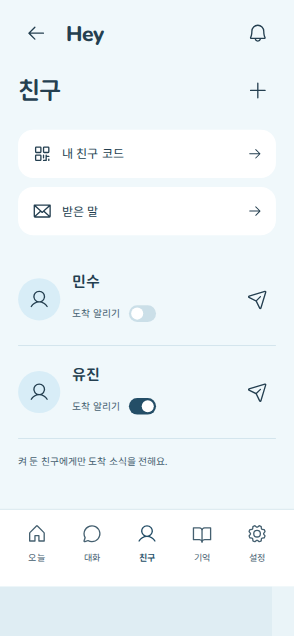 Hey
친구
내 친구 코드
받은 말
민수
도착 알리기
유진
도착 알리기
켜 둔 친구에게만 도착 소식을 전해요.
오늘
대화
친구
기억
설정